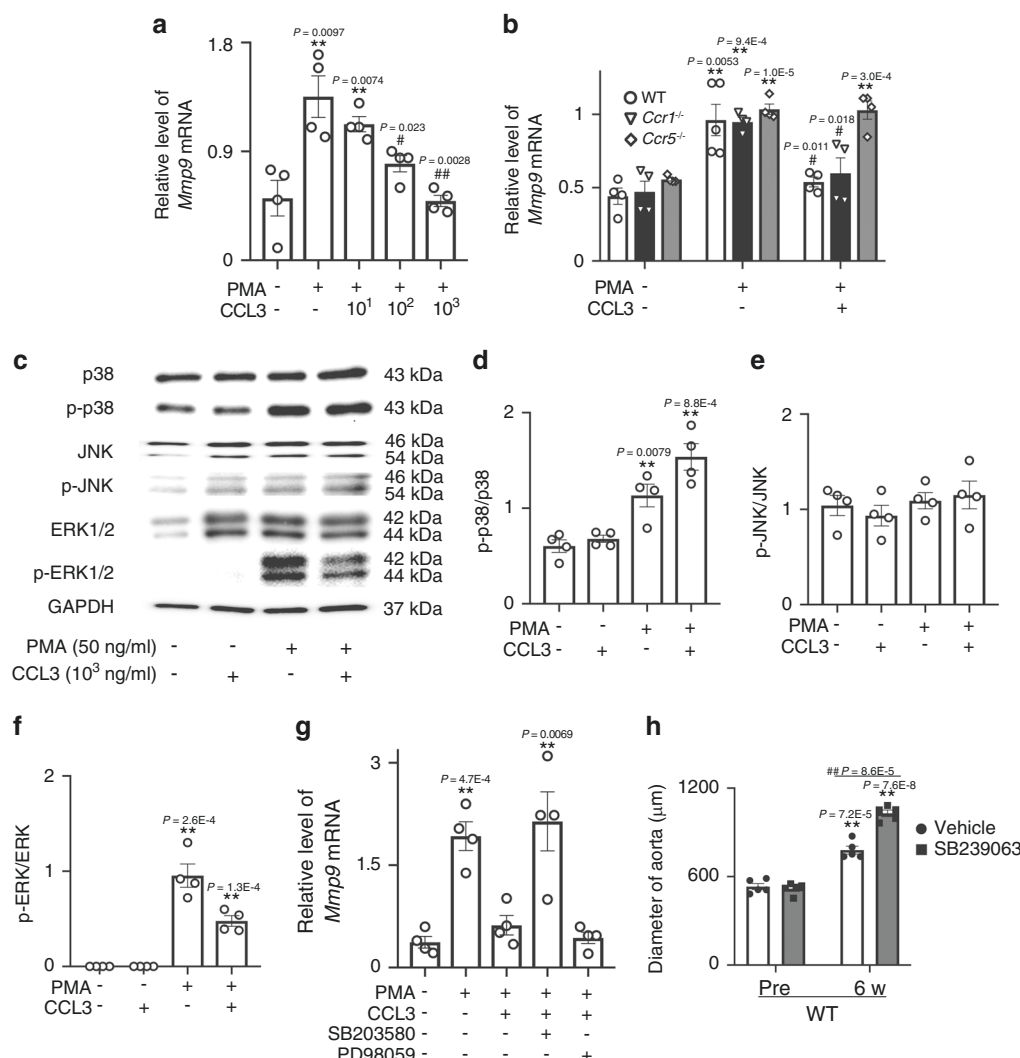 a
Relative level of
Mmp9 mRNA
1.8
0.9
0
P = 0.0097
**
P = 0.0074
**
P = 0.023
#
P = 0.0028
##
PMA - + + + +
CCL3 - - 10¹ 10² 10³
b
Relative level of
Mmp9 mRNA
1
0.5
0
WT
Ccr1-/-
Ccr5-/-
P = 9.4E-4
**
P = 0.0053
**
P = 1.0E-5
**
P = 3.0E-4
**
P = 0.018
#
P = 0.011
#
PMA - + +
CCL3 - - +
c
p38 43 kDa
p-p38 43 kDa
JNK 46 kDa
54 kDa
p-JNK 46 kDa
54 kDa
ERK1/2 42 kDa
44 kDa
p-ERK1/2 42 kDa
44 kDa
GAPDH 37 kDa
PMA (50 ng/ml) - - + +
CCL3 (10³ ng/ml) - + - +
d
p-p38/p38
2
1
0
P = 8.8E-4
**
P = 0.0079
**
PMA - - + +
CCL3 - + - +
e
p-JNK/JNK
2
1
0
PMA - - + +
CCL3 - + - +
f
p-ERK/ERK
2
1
0
P = 2.6E-4
**
P = 1.3E-4
**
PMA - - + +
CCL3 - + - +
g
Relative level of
Mmp9 mRNA
3
1.5
0
P = 4.7E-4
**
P = 0.0069
**
PMA - + + + +
CCL3 - - + + +
SB203580 - - - + -
PD98059 - - - - +
h
Diameter of aorta (µm)
1200
600
0
## P = 8.6E-5
P = 7.6E-8
**
P = 7.2E-5
**
Vehicle
SB239063
Pre 6 w
WT